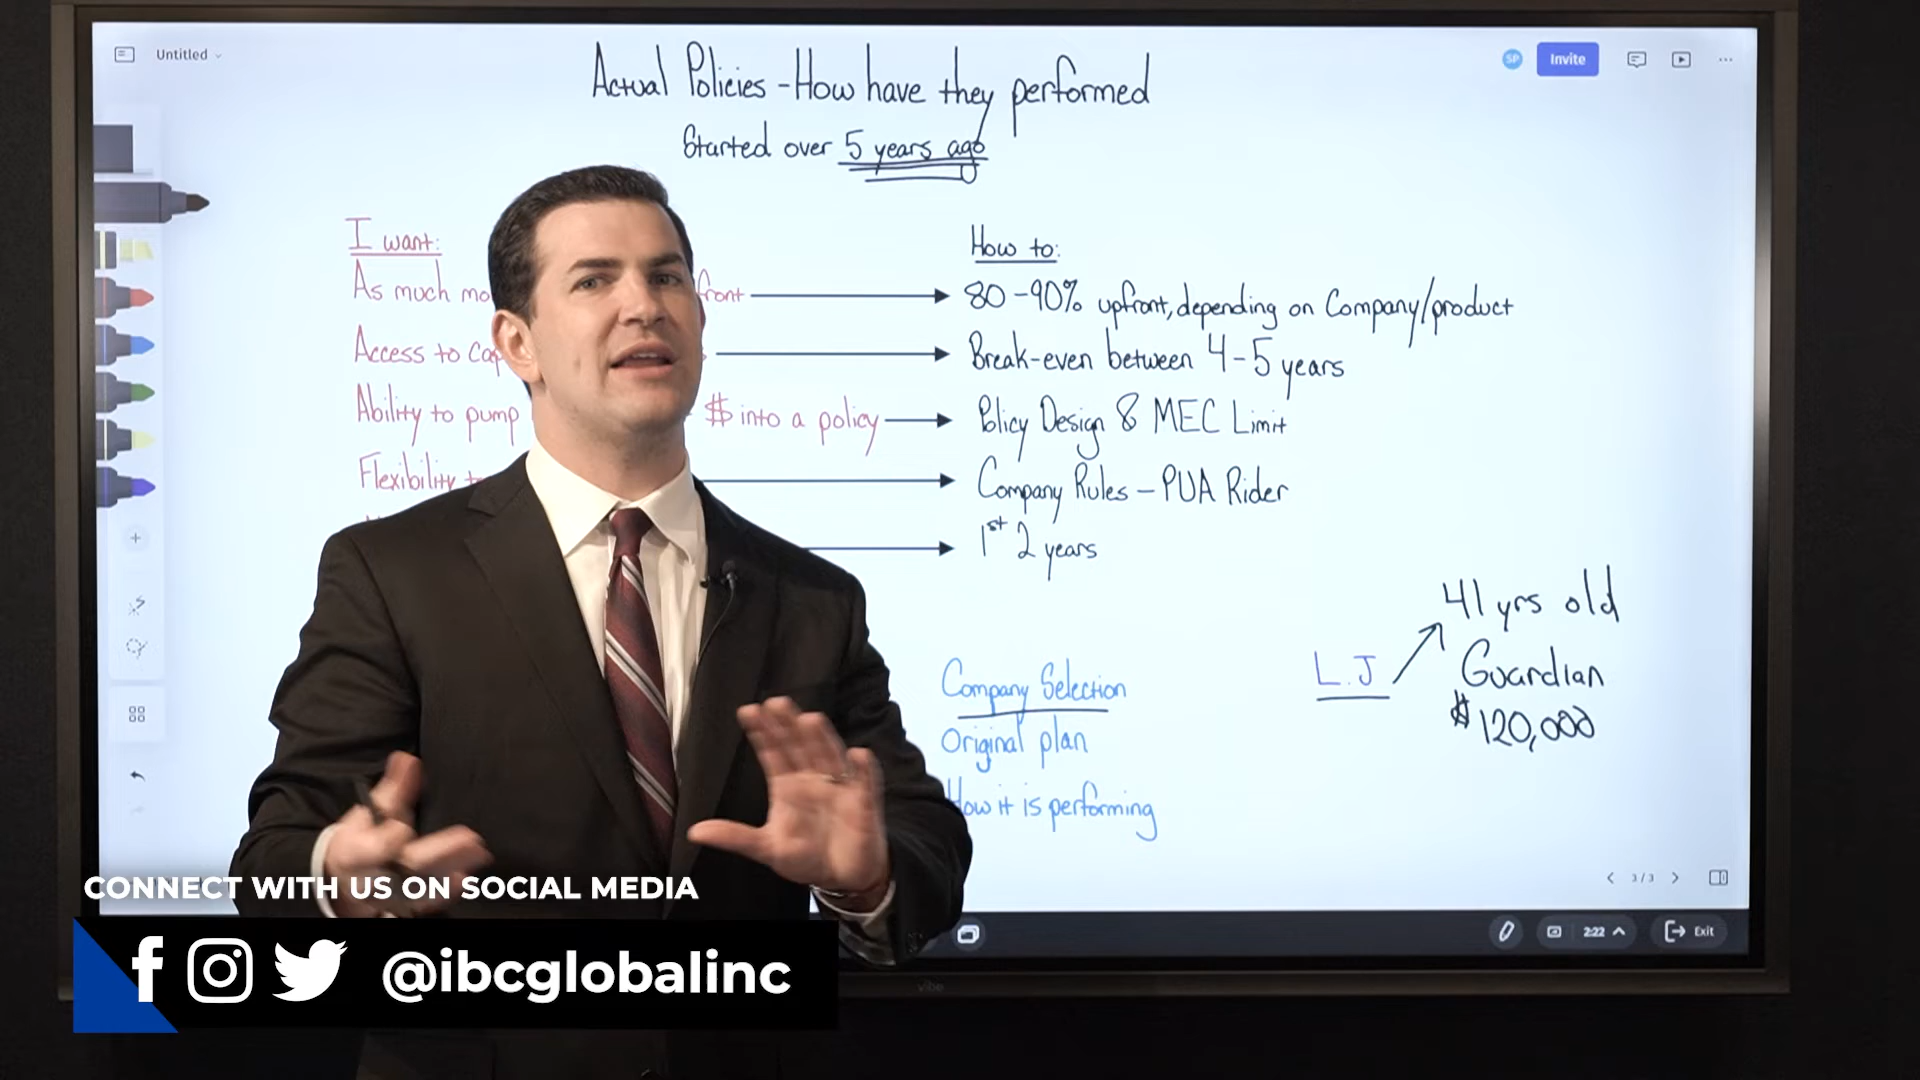 Untitled
SP
Invite
Actual Policies - How have they performed
Started over 5 years ago
I want:
As much mo
front
Access to Cap
Ability to pump
$ into a policy
Flexibility
How to:
80-90% upfront, depending on Company/product
Break-even between 4-5 years
Policy Design & MEC Limit
Company Rules - PUA Rider
1st 2 years
Company Selection
Original plan
How it is performing
L.J
41 yrs old
Guardian
$120,000
3/3
2:22
Exit
vibe
CONNECT WITH US ON SOCIAL MEDIA
@ibcglobalinc